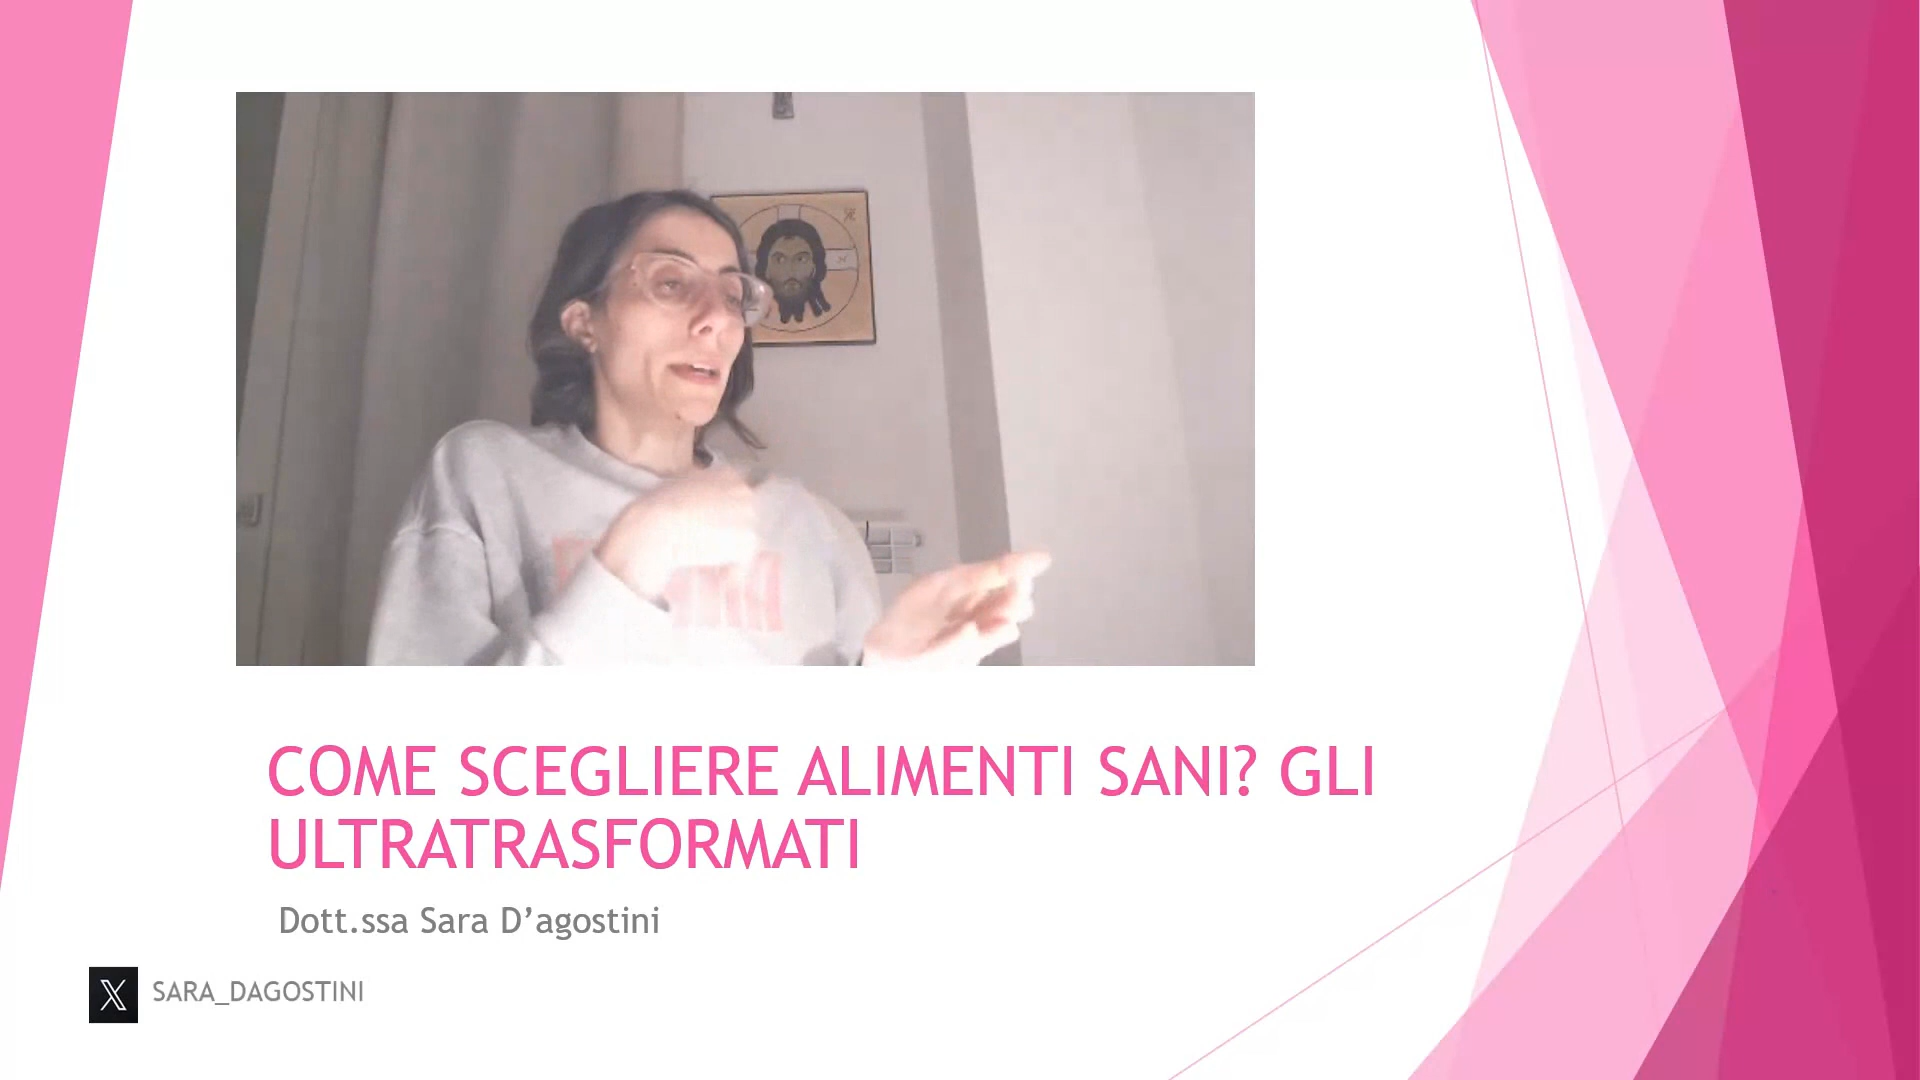 COME SCEGLIERE ALIMENTI SANI? GLI
ULTRATRASFORMATI
Dott.ssa Sara D’agostini
X SARA_DAGOSTINI